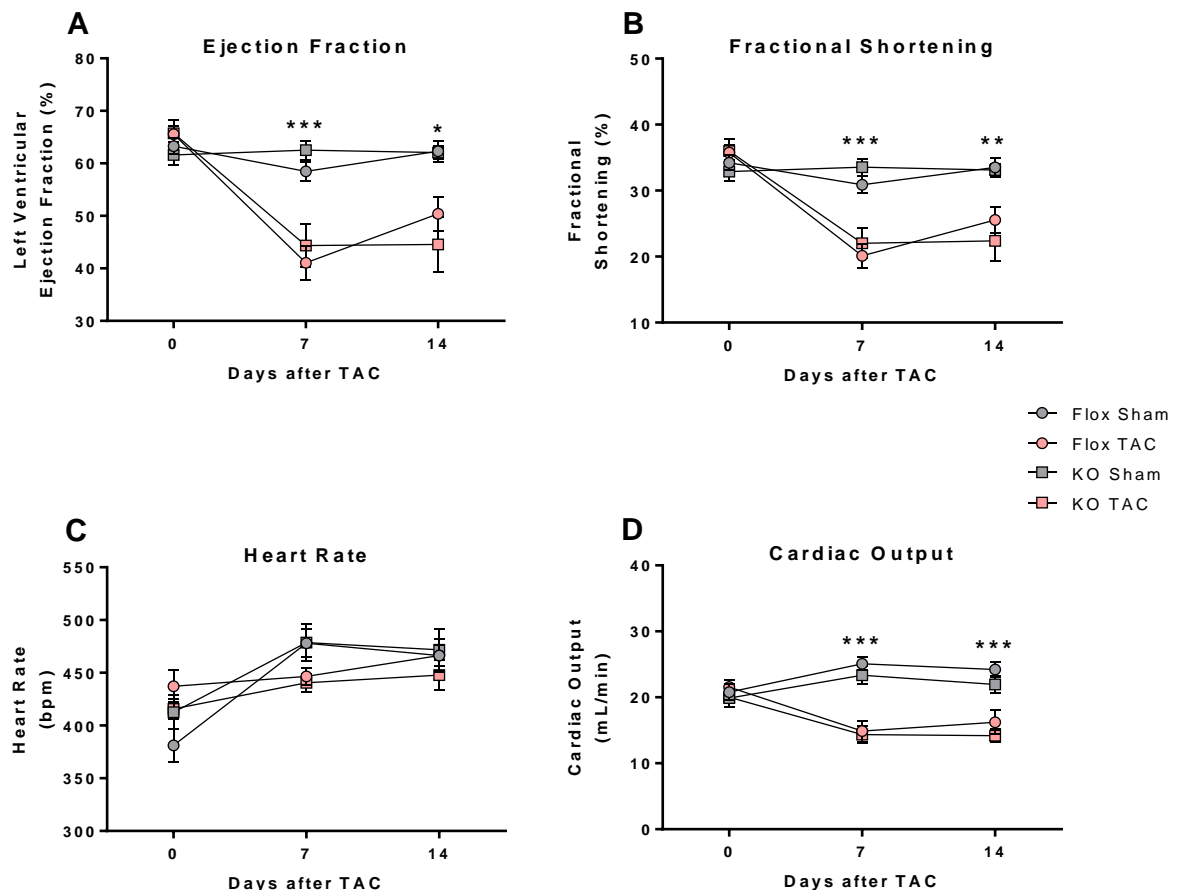 A
Ejection Fraction
Left Ventricular
Ejection Fraction (%)
80
70
60
50
40
30
***
*
0 7 14
Days after TAC
B
Fractional Shortening
Fractional
Shortening (%)
50
40
30
20
10
***
**
0 7 14
Days after TAC
Flox Sham
Flox TAC
KO Sham
KO TAC
C
Heart Rate
Heart Rate
(bpm)
550
500
450
400
350
300
0 7 14
Days after TAC
D
Cardiac Output
Cardiac Output
(mL/min)
40
30
20
10
0
***
***
0 7 14
Days after TAC